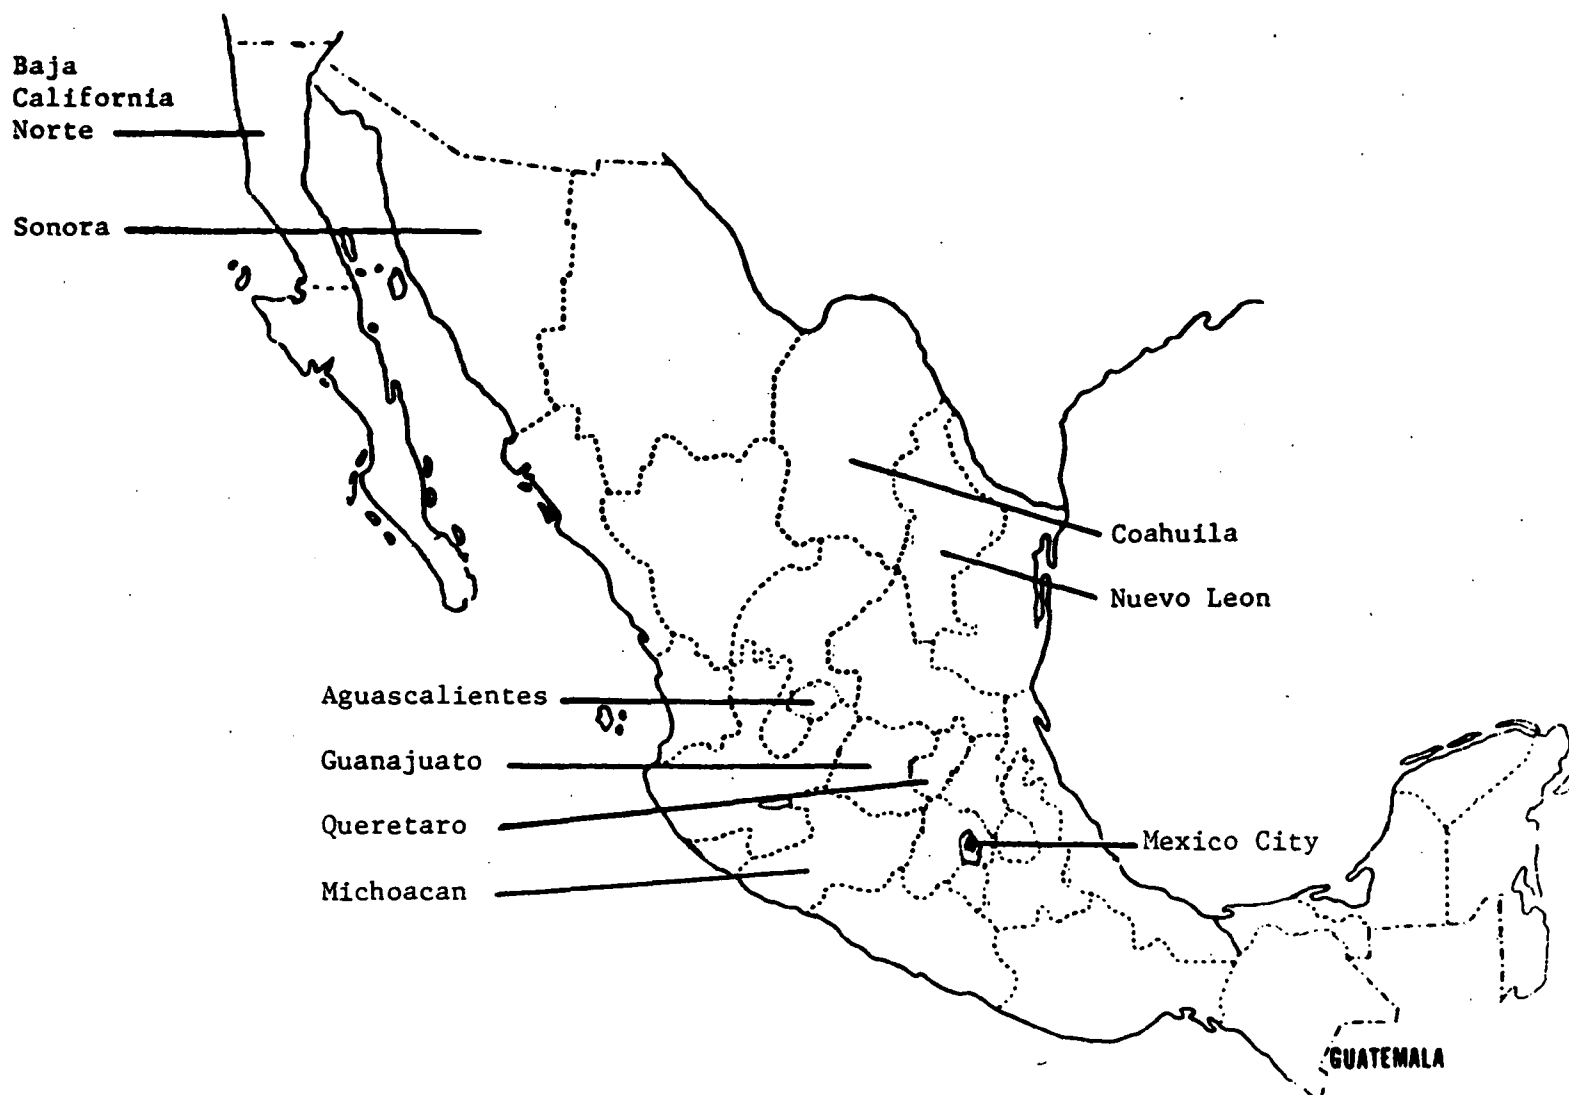 Baja
California
Norte
Sonora
Coahuila
Nuevo Leon
Aguascalientes
Guanajuato
Queretaro
Mexico City
Michoacan
GUATEMALA